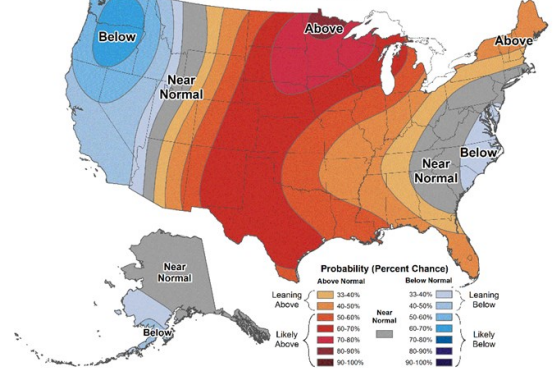 Above
Below
Above
Near
Normal
Below
Near
Normal
Near
Normal
Below
Probability (Percent Chance)
Above Normal
Below Normal
Leaning
Above
33-40%
40-50%
Likely
Above
50-60%
60-70%
70-80%
80-90%
90-100%
Near
Normal
33-40%
40-50%
Leaning
Below
50-60%
60-70%
70-80%
80-90%
90-100%
Likely
Below